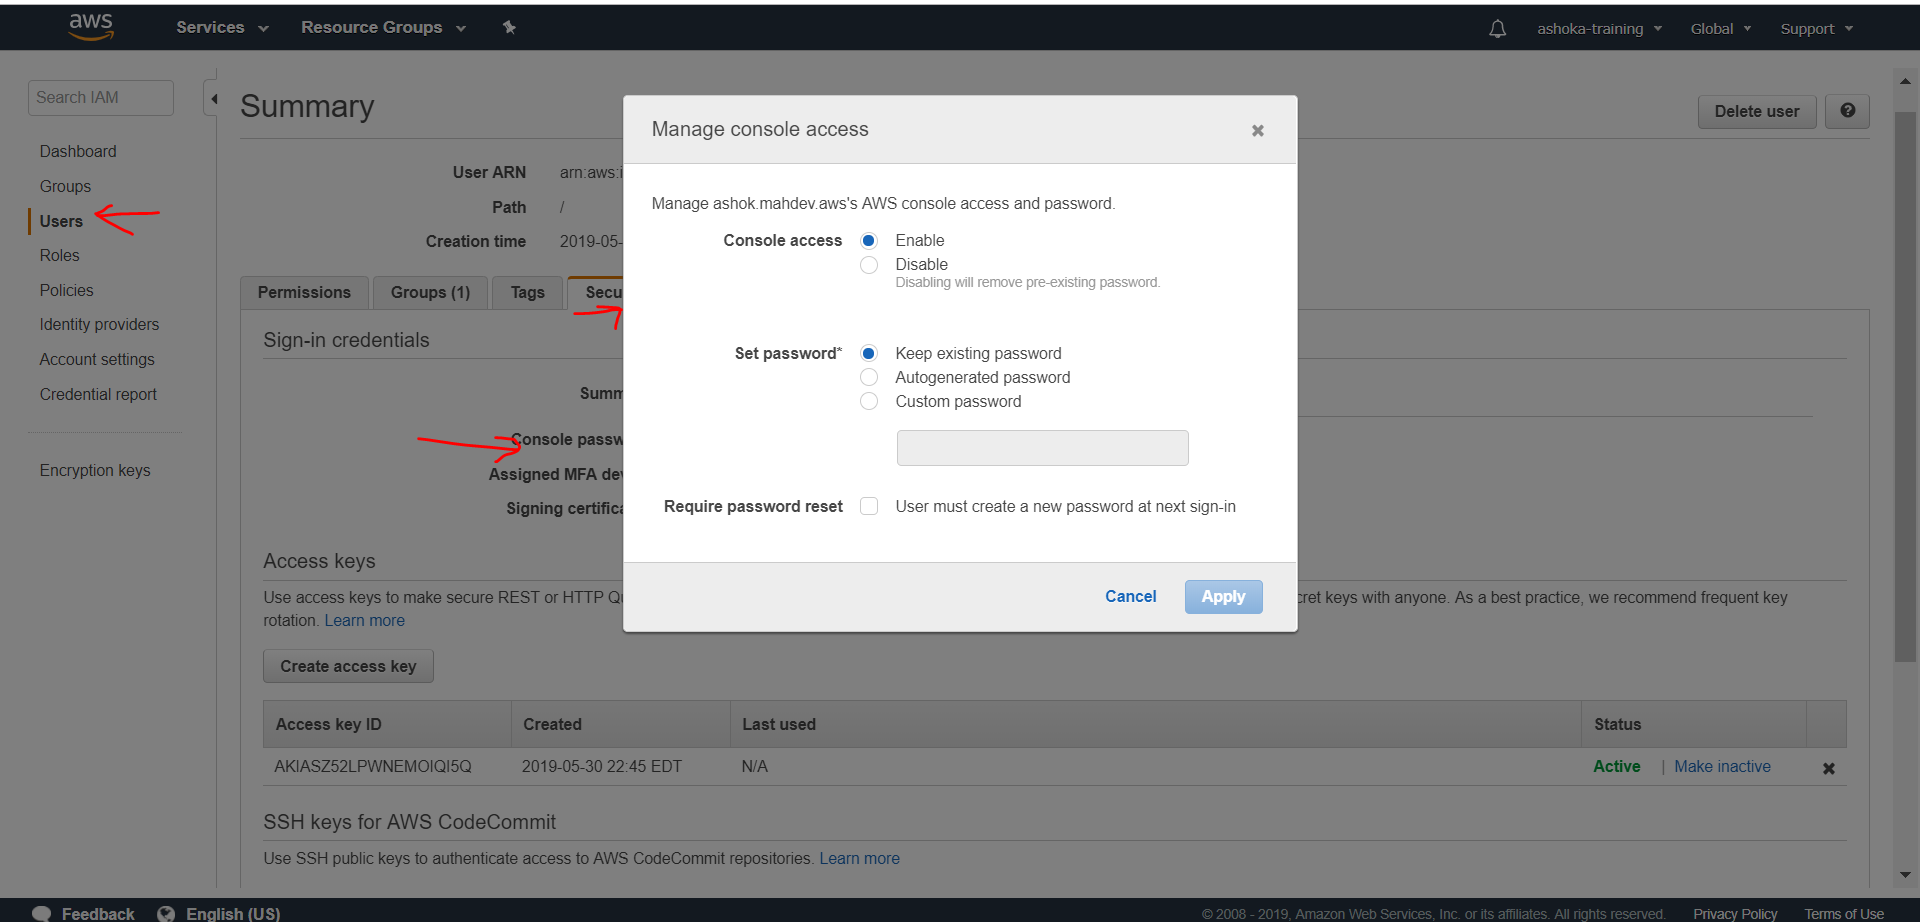 aws Services Resource Groups ashoka-training Global Support
Search IAM
Summary
Delete user
?
Dashboard
Groups
Users
Roles
Policies
Identity providers
Account settings
Credential report
Encryption keys
User ARN arn:aws:i
Path /
Creation time 2019-05-
Permissions Groups (1) Tags Secu
Sign-in credentials
Summ
Console passw
Assigned MFA dev
Signing certifica
Manage console access
Manage ashok.mahdev.aws's AWS console access and password.
Console access Enable
Disable
Disabling will remove pre-existing password.
Set password* Keep existing password
Autogenerated password
Custom password
Require password reset User must create a new password at next sign-in
Cancel Apply
Access keys
Use access keys to make secure REST or HTTP Qu cret keys with anyone. As a best practice, we recommend frequent key
rotation. Learn more
Create access key
Access key ID Created Last used Status
AKIASZ52LPWNEMOIQI5Q 2019-05-30 22:45 EDT N/A Active | Make inactive
SSH keys for AWS CodeCommit
Use SSH public keys to authenticate access to AWS CodeCommit repositories. Learn more
Feedback English (US) © 2008 - 2019, Amazon Web Services, Inc. or its affiliates. All rights reserved. Privacy Policy Terms of Use